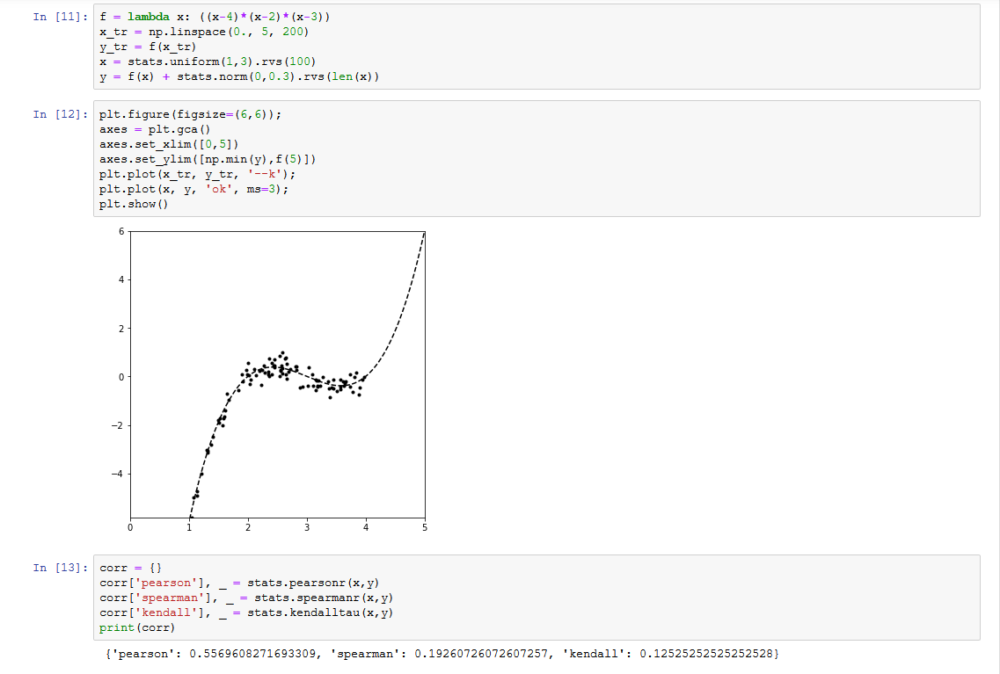 In [11]: f = lambda x: ((x-4)*(x-2)*(x-3))
x_tr = np.linspace(0., 5, 200)
y_tr = f(x_tr)
x = stats.uniform(1,3).rvs(100)
y = f(x) + stats.norm(0,0.3).rvs(len(x))
In [12]: plt.figure(figsize=(6,6));
axes = plt.gca()
axes.set_xlim([0,5])
axes.set_ylim([np.min(y),f(5)])
plt.plot(x_tr, y_tr, '--k');
plt.plot(x, y, 'ok', ms=3);
plt.show()
6
4
2
0
−2
−4
0 1 2 3 4 5
In [13]: corr = {}
corr['pearson'], _ = stats.pearsonr(x,y)
corr['spearman'], _ = stats.spearmanr(x,y)
corr['kendall'], _ = stats.kendalltau(x,y)
print(corr)
{'pearson': 0.5569608271693309, 'spearman': 0.19260726072607257, 'kendall': 0.12525252525252528}